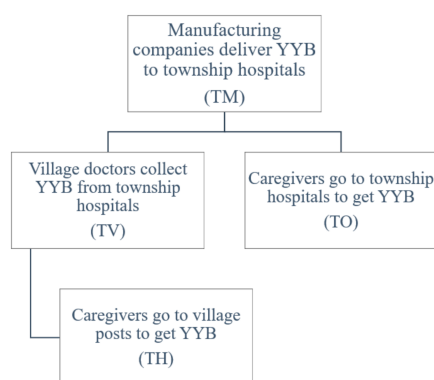 Manufacturing
companies deliver YYB
to township hospitals
(TM)
Village doctors collect
YYB from township
hospitals
(TV)
Caregivers go to township
hospitals to get YYB
(TO)
Caregivers go to village
posts to get YYB
(TH)